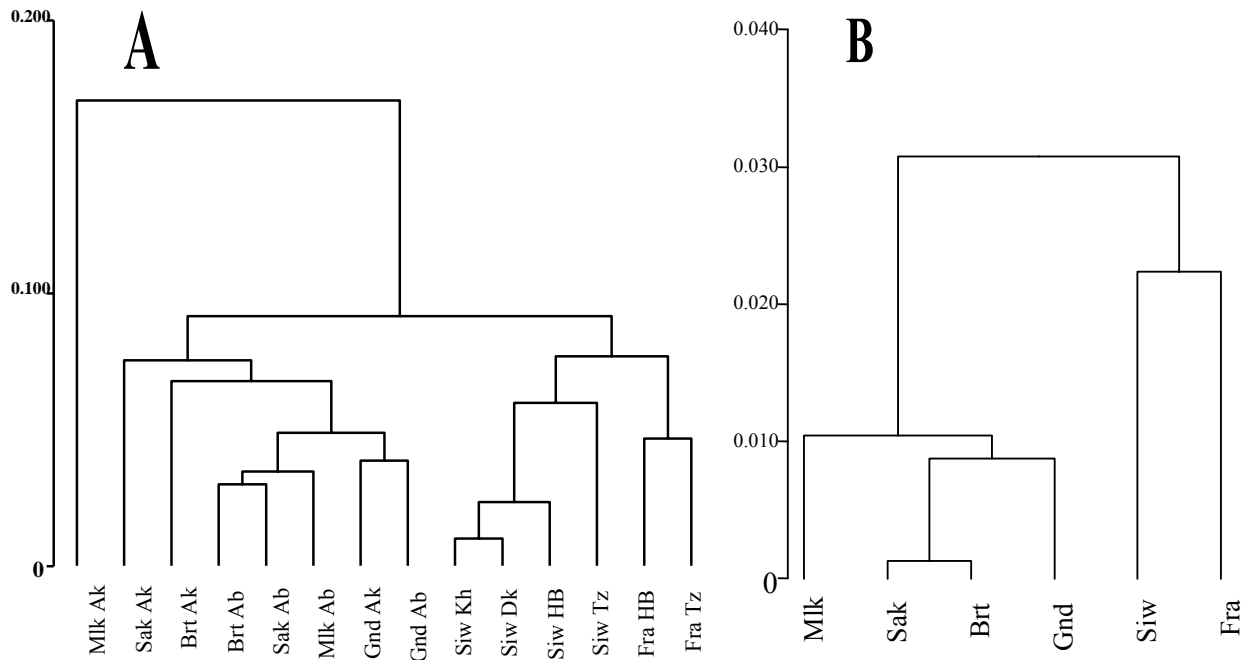 A
0.200
0.100
0
Mlk Ak
Sak Ak
Brt Ak
Brt Ab
Sak Ab
Mlk Ab
Gnd Ak
Gnd Ab
Siw Kh
Siw Dk
Siw HB
Siw Tz
Fra HB
Fra Tz
B
0.040
0.030
0.020
0.010
0
Mlk
Sak
Brt
Gnd
Siw
Fra